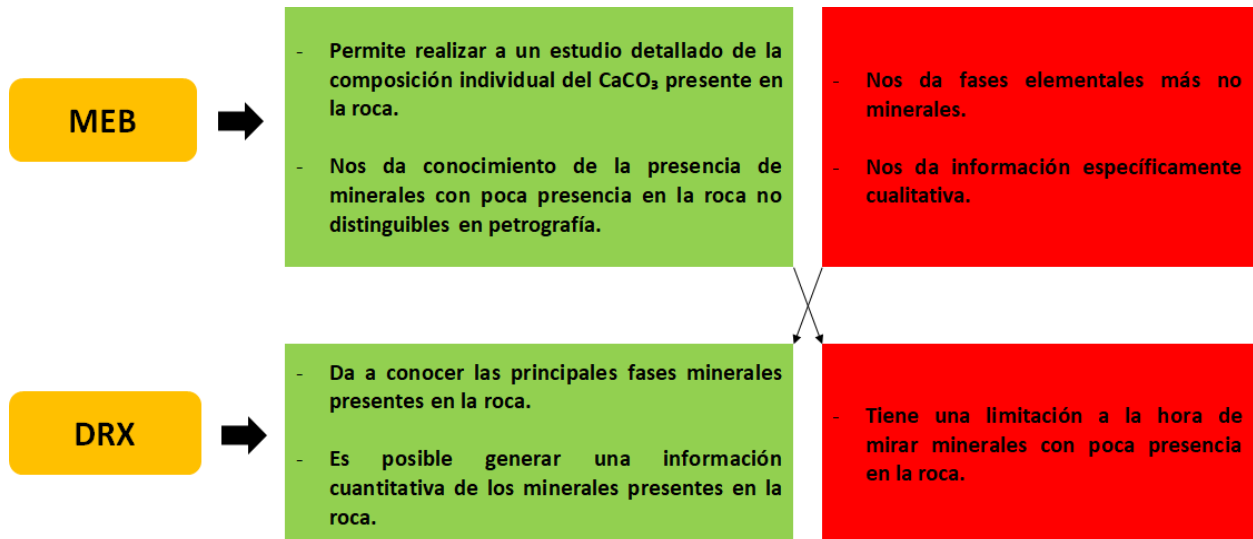 MEB
- Permite realizar a un estudio detallado de la
composición individual del CaCO₃ presente en
la roca.
- Nos da conocimiento de la presencia de
minerales con poca presencia en la roca no
distinguibles en petrografía.
- Nos da fases elementales más no
minerales.
- Nos da información específicamente
cualitativa.
DRX
- Da a conocer las principales fases minerales
presentes en la roca.
- Es posible generar una información
cuantitativa de los minerales presentes en la
roca.
- Tiene una limitación a la hora de
mirar minerales con poca presencia
en la roca.